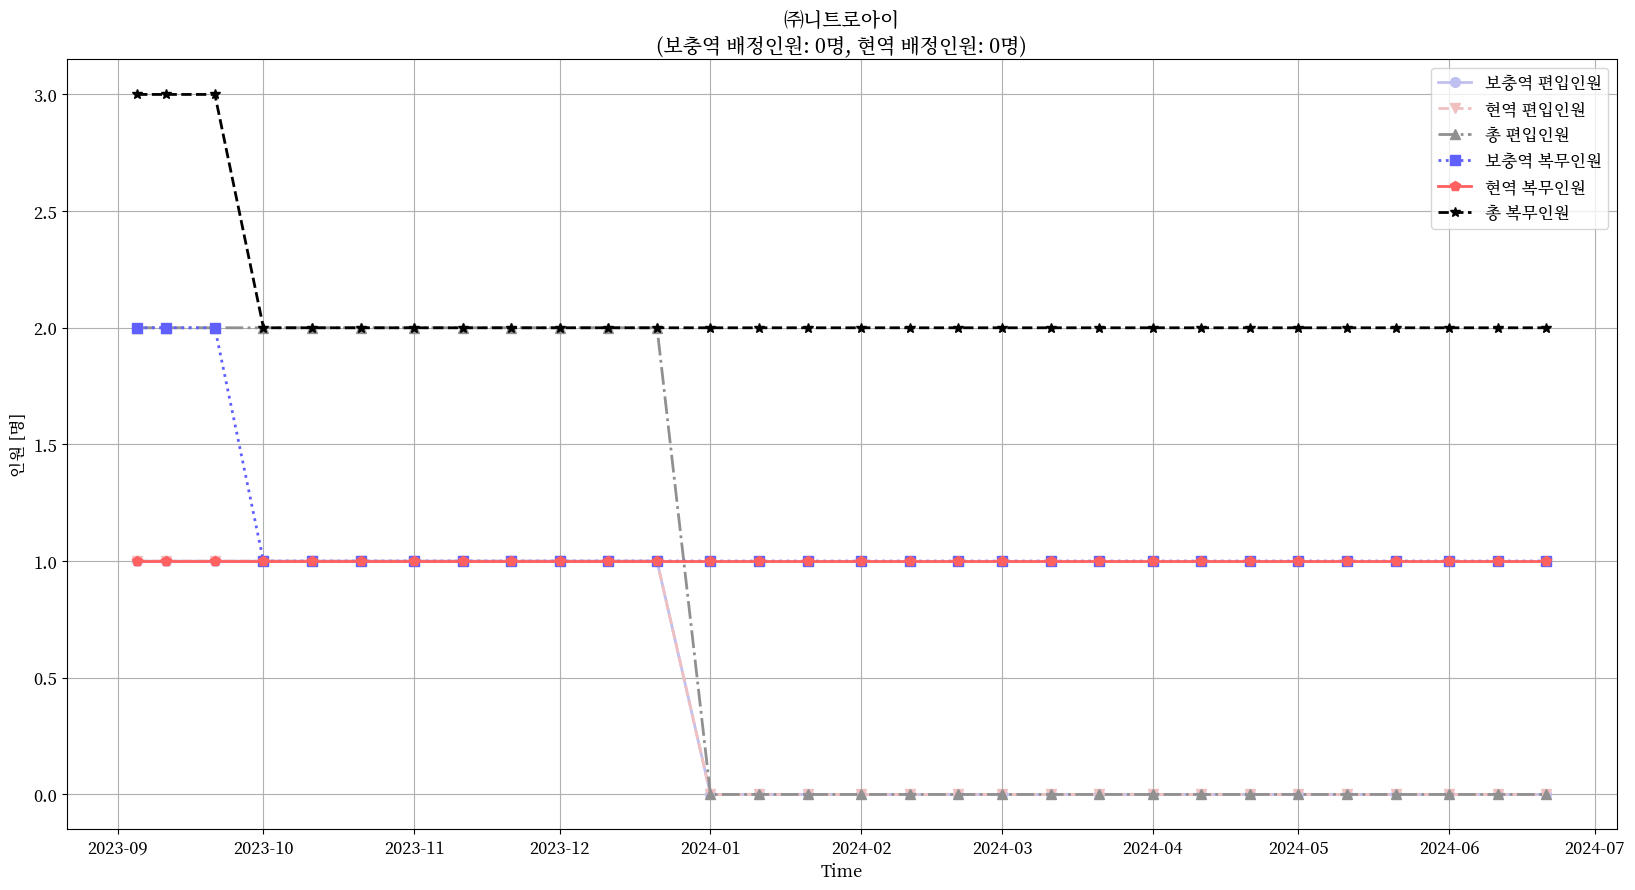 ㈜니트로아이
(보충역 배정인원: 0명, 현역 배정인원: 0명)
보충역 편입인원
현역 편입인원
총 편입인원
보충역 복무인원
현역 복무인원
총 복무인원
3.0
2.5
2.0
1.5
1.0
0.5
0.0
인원 [명]
2023-09 2023-10 2023-11 2023-12 2024-01 2024-02 2024-03 2024-04 2024-05 2024-06 2024-07
Time